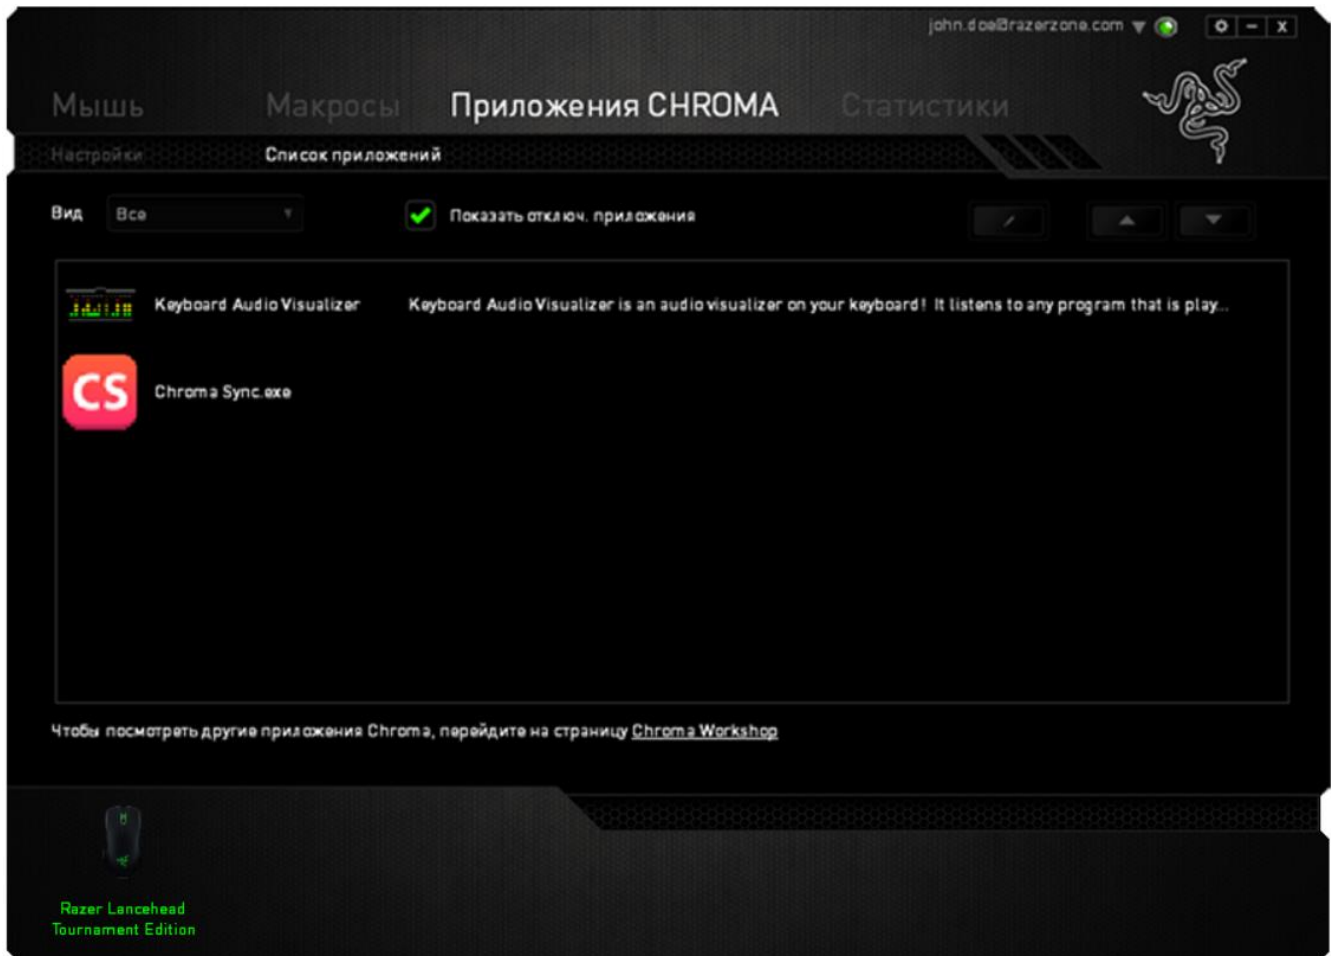 john.doe@razerzone.com
Мышь Макросы Приложения CHROMA Статистики
Настройки Список приложений
Вид Все Показать отключ. приложения
Keyboard Audio Visualizer Keyboard Audio Visualizer is an audio visualizer on your keyboard! It listens to any program that is play...
CS Chroma Sync.exe
Чтобы посмотреть другие приложения Chroma, перейдите на страницу Chroma Workshop
Razer Lancehead
Tournament Edition